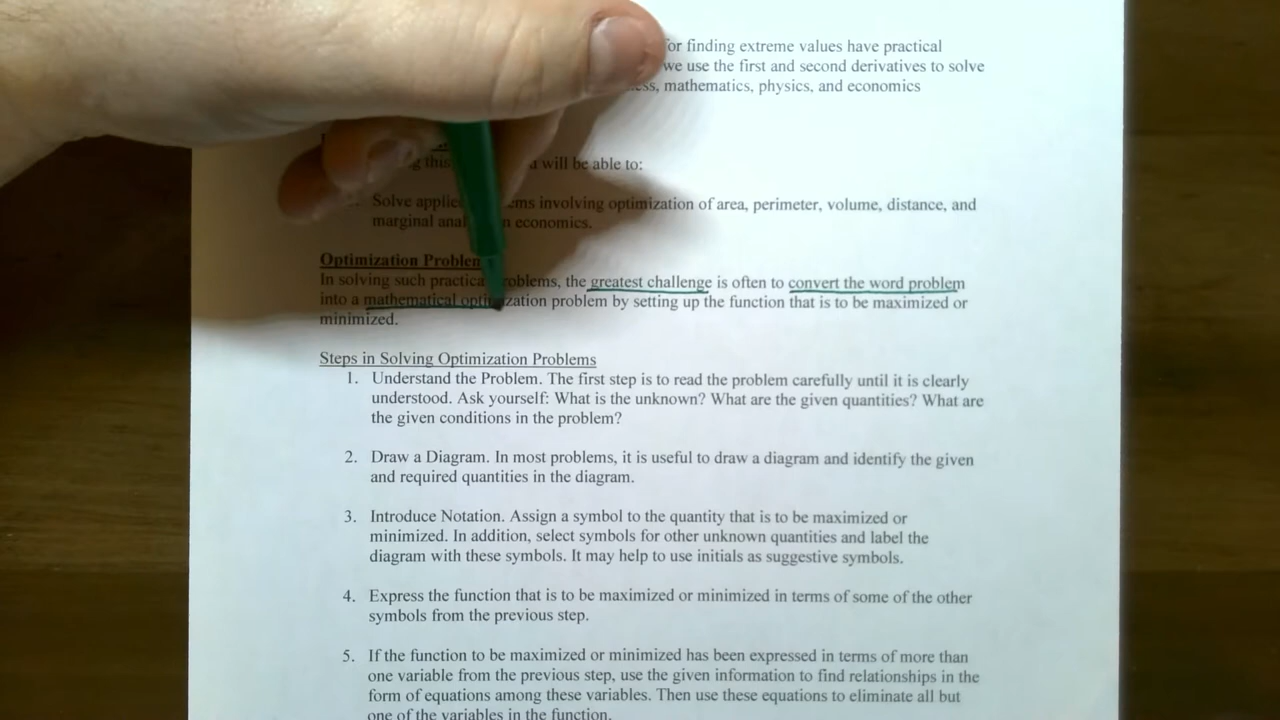 for finding extreme values have practical
we use the first and second derivatives to solve
mathematics, physics, and economics
this will be able to:
Solve involving optimization of area, perimeter, volume, distance, and
marginal economics.
Optimization
In solving such the greatest challenge is often to convert the word problem
into a mathematical optimization problem by setting up the function that is to be maximized or
minimized.
Steps in Solving Optimization Problems
1. Understand the Problem. The first step is to read the problem carefully until it is clearly
understood. Ask yourself: What is the unknown? What are the given quantities? What are
the given conditions in the problem?
2. Draw a Diagram. In most problems, it is useful to draw a diagram and identify the given
and required quantities in the diagram.
3. Introduce Notation. Assign a symbol to the quantity that is to be maximized or
minimized. In addition, select symbols for other unknown quantities and label the
diagram with these symbols. It may help to use initials as suggestive symbols.
4. Express the function that is to be maximized or minimized in terms of some of the other
symbols from the previous step.
5. If the function to be maximized or minimized has been expressed in terms of more than
one variable from the previous step, use the given information to find relationships in the
form of equations among these variables. Then use these equations to eliminate all but
one of the variables in the function.